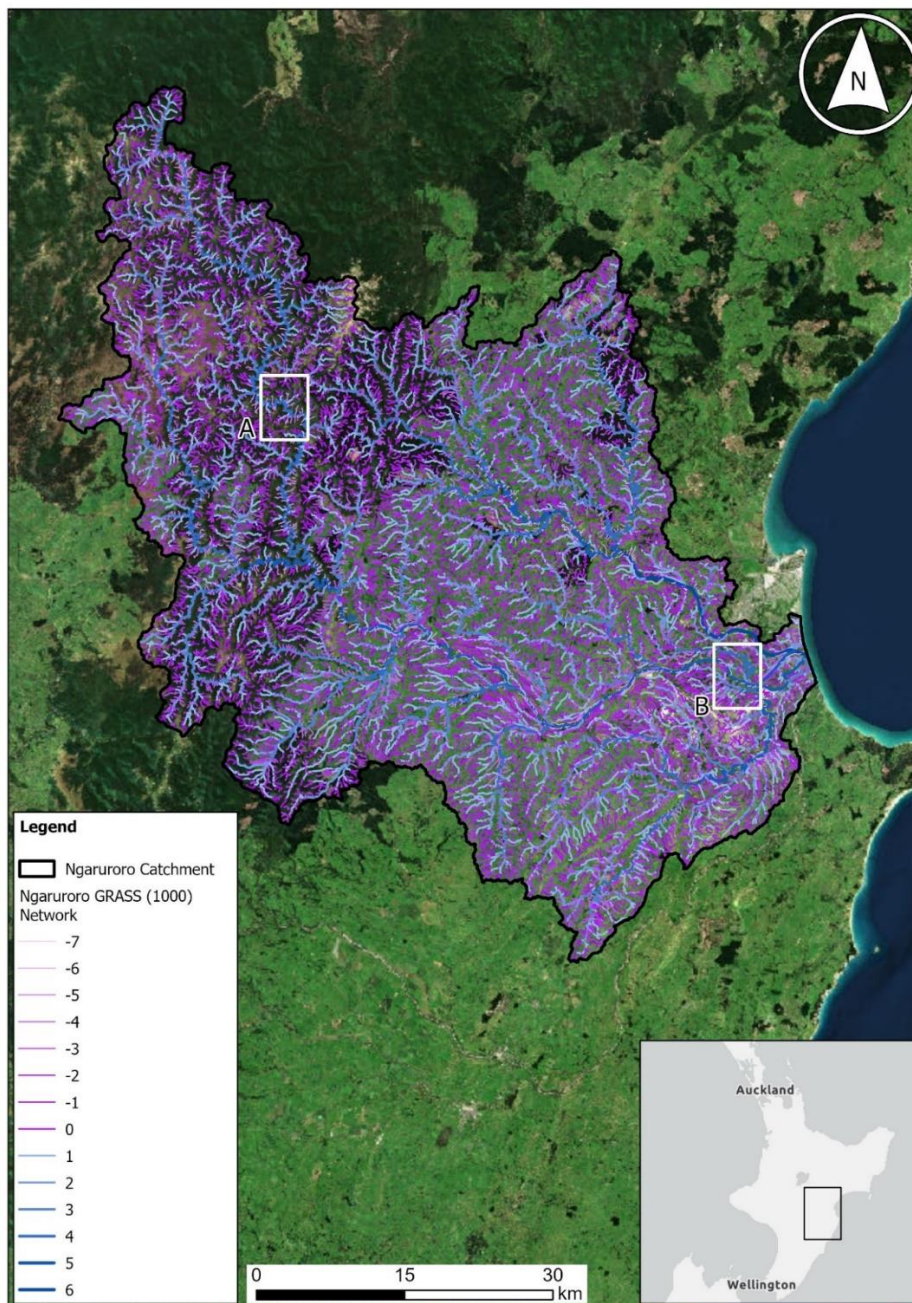 N
A
B
Legend
Ngaruroro Catchment
Ngaruroro GRASS (1000)
Network
-7
-6
-5
-4
-3
-2
-1
0
1
2
3
4
5
6
0 15 30
km
Auckland
Wellington